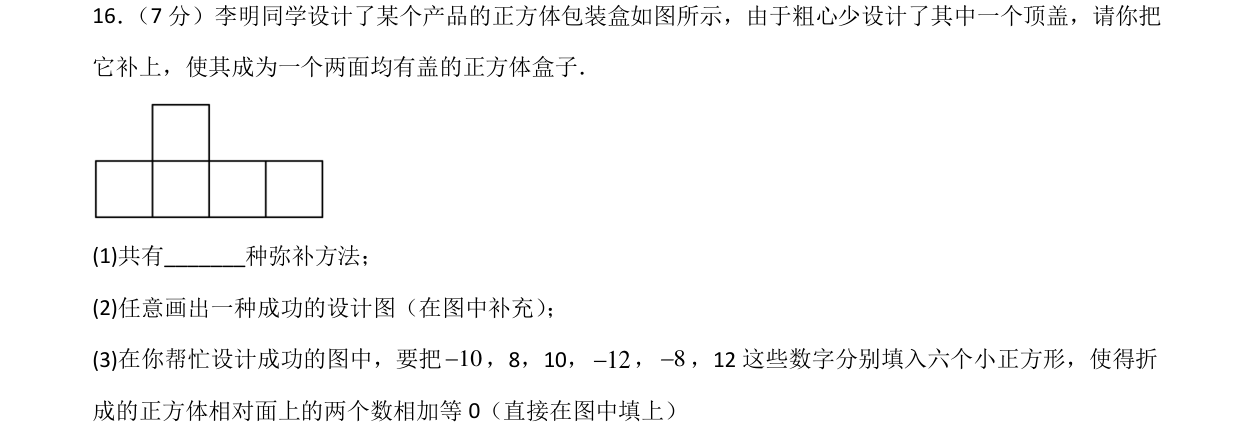 16.（7 分）李明同学设计了某个产品的正方体包装盒如图所示，由于粗心少设计了其中一个顶盖，请你把
它补上，使其成为一个两面均有盖的正方体盒子.
(1)共有_______种弥补方法；
(2)任意画出一种成功的设计图（在图中补充）；
(3)在你帮忙设计成功的图中，要把−10，8，10，−12，−8，12 这些数字分别填入六个小正方形，使得折
成的正方体相对面上的两个数相加等 0（直接在图中填上）